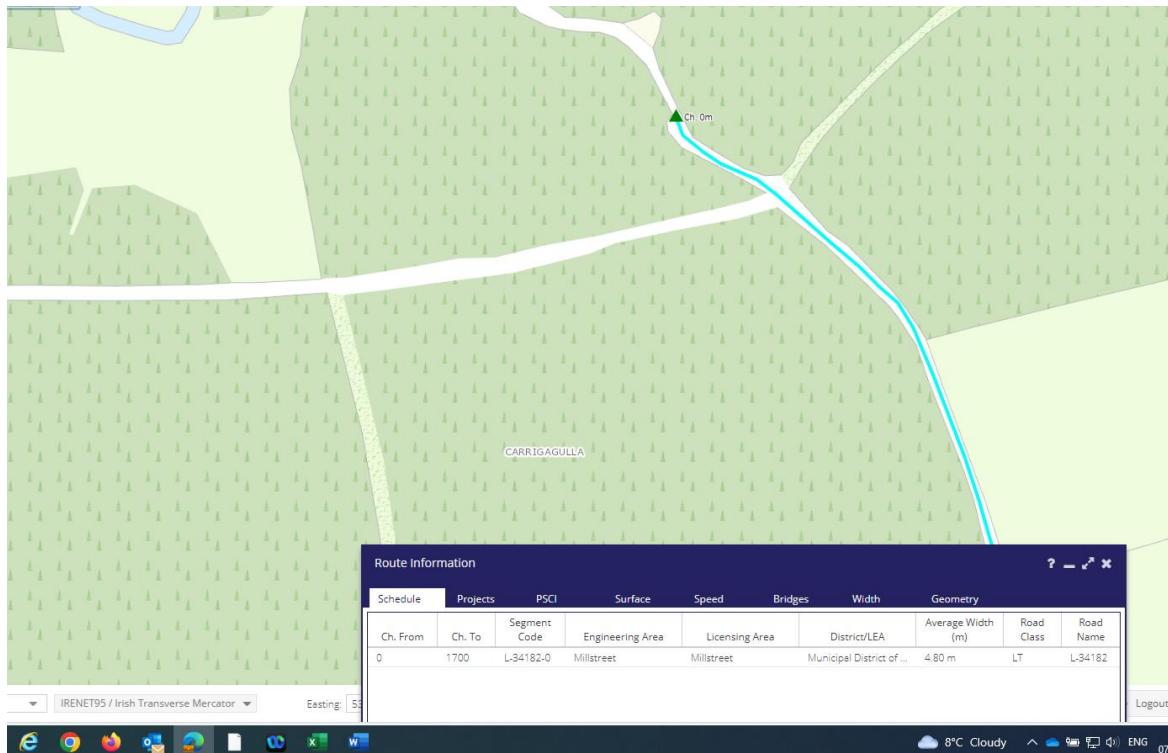 Ch: 0m
CARRIGAGULLA
Route Information
? 
Schedule Projects PSCI Surface Speed Bridges Width Geometry
Ch. From Ch. To Segment Code Engineering Area Licensing Area District/LEA Average Width (m) Road Class Road Name
0 1700 L-34182-0 Millstreet Millstreet Municipal District of ... 4.80 m LT L-34182
IRENET95 / Irish Transverse Mercator Easting: 53 Logout
8°C Cloudy ENG